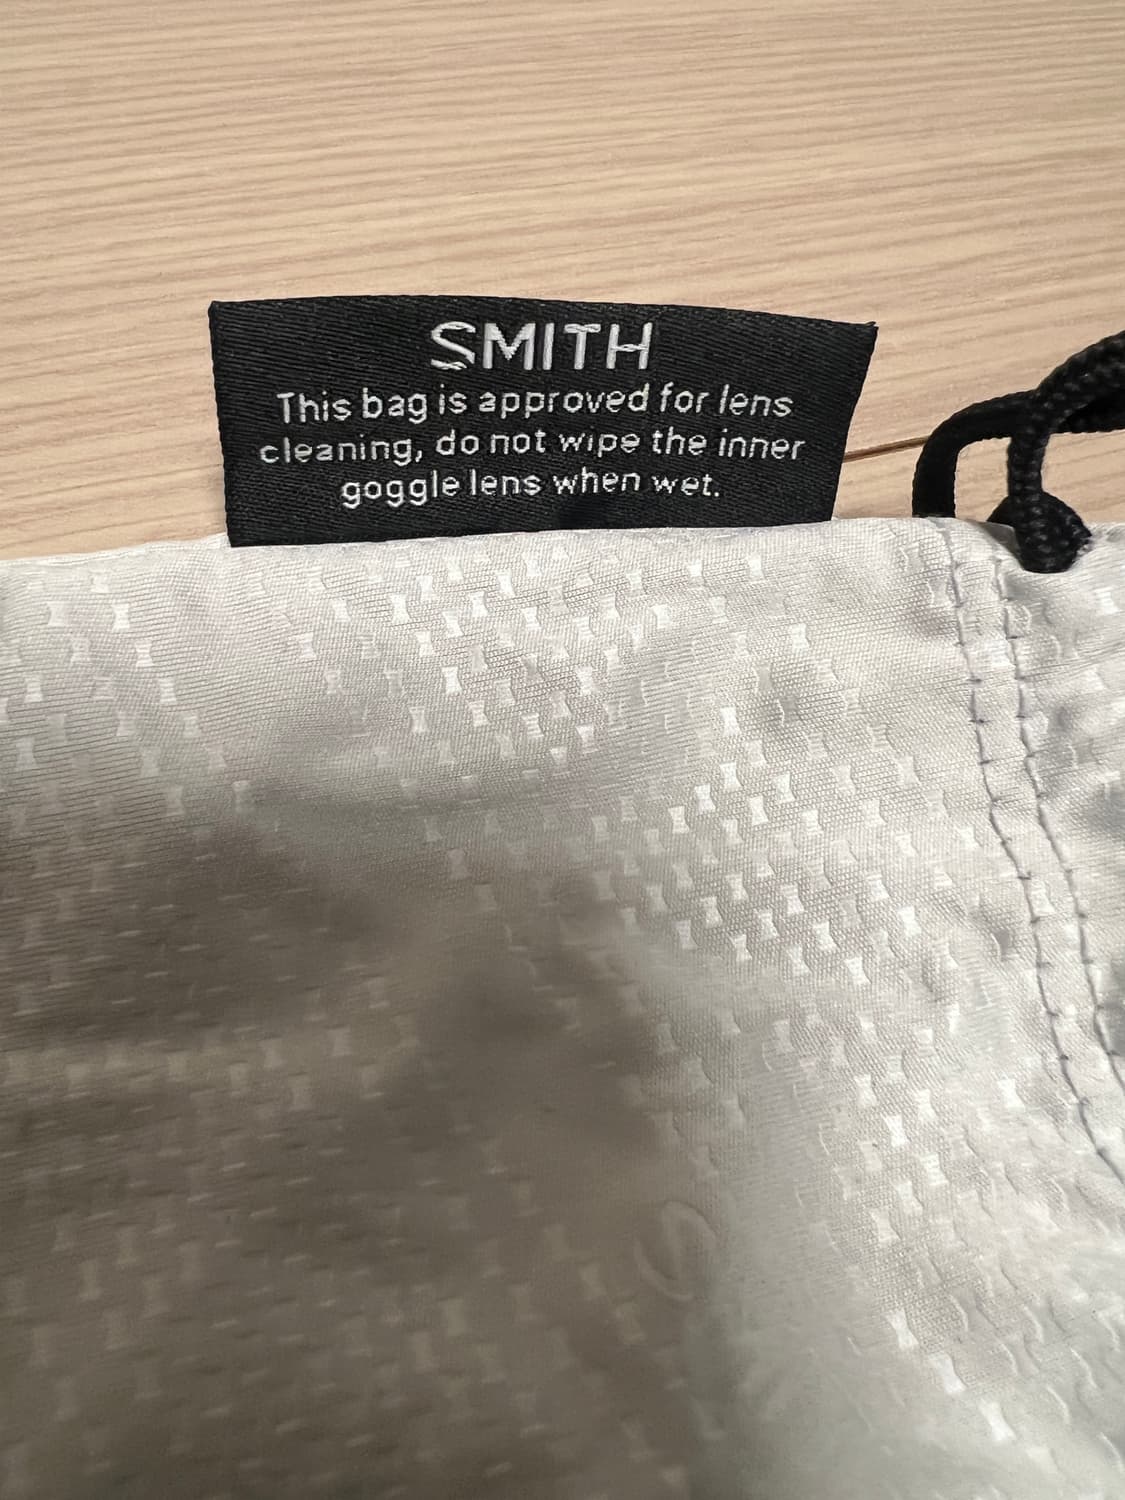 SMITH
This bag is approved for lens
cleaning, do not wipe the inner
goggle lens when wet.